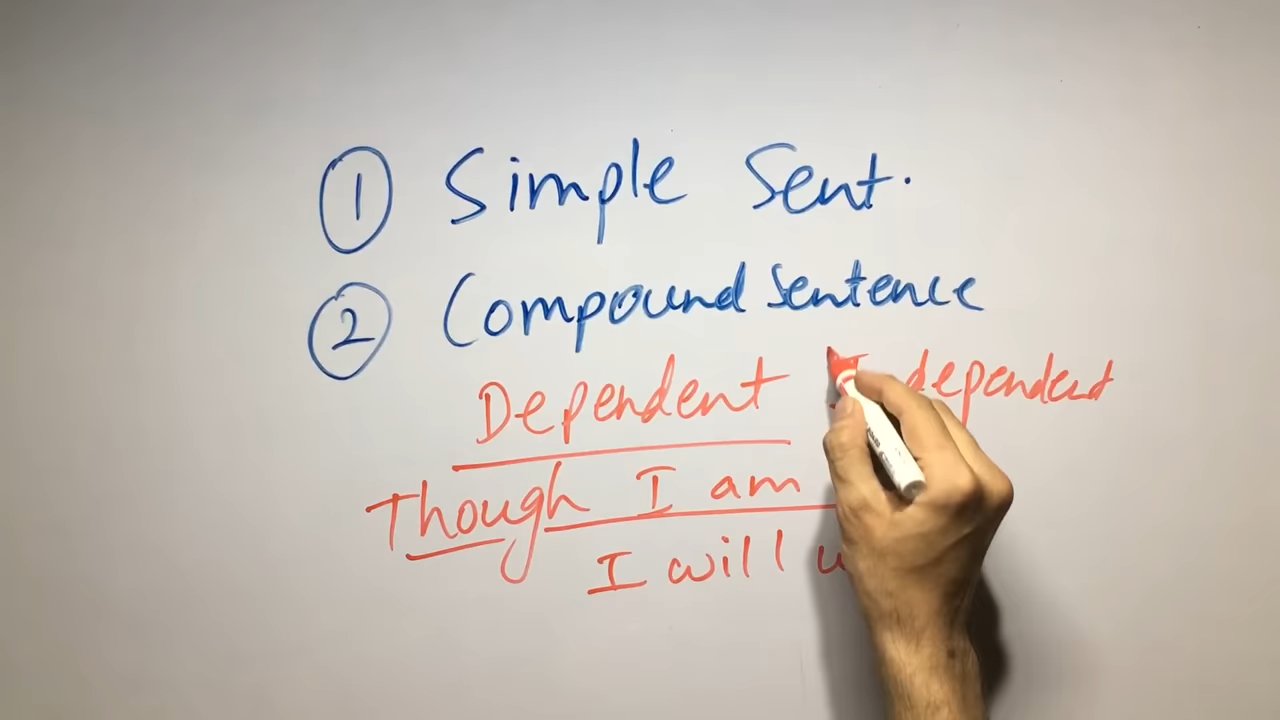 ① Simple Sent.
② Compound Sentence
Dependent
Though I am
I will